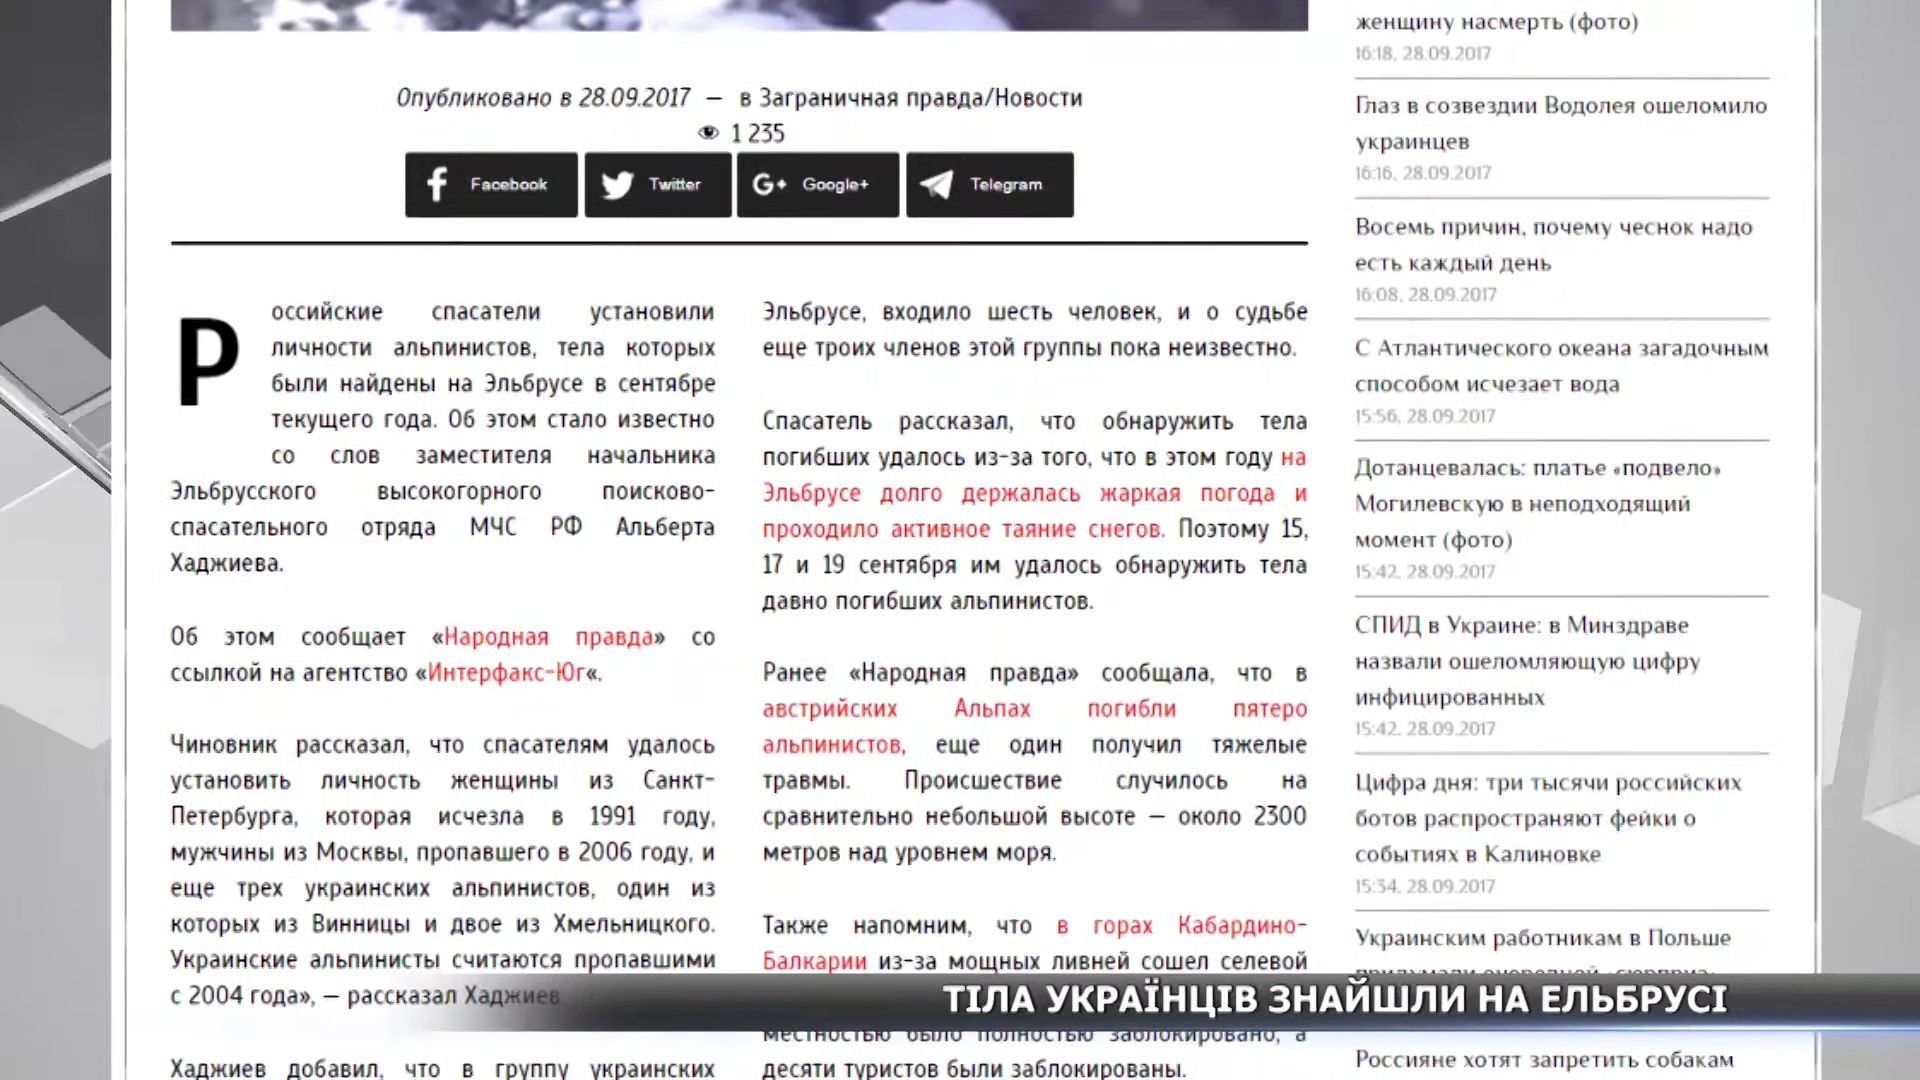 Опубликовано в 28.09.2017 — в Заграничная правда/Новости
1 235
Facebook Twitter Google+ Telegram
Российские спасатели установили
личности альпинистов, тела которых
были найдены на Эльбрусе в сентябре
текущего года. Об этом стало известно
со слов заместителя начальника
Эльбрусского высокогорного поисково-
спасательного отряда МЧС РФ Альберта
Хаджиева.
Об этом сообщает «Народная правда» со
ссылкой на агентство «Интерфакс-Юг«.
Чиновник рассказал, что спасателям удалось
установить личность женщины из Санкт-
Петербурга, которая исчезла в 1991 году,
мужчины из Москвы, пропавшего в 2006 году, и
еще трех украинских альпинистов, один из
которых из Винницы и двое из Хмельницкого.
Украинские альпинисты считаются пропавшими
с 2004 года», — рассказал Хаджиев
Хаджиев добавил, что в группу украинских
Эльбрусе, входило шесть человек, и о судьбе
еще троих членов этой группы пока неизвестно.
Спасатель рассказал, что обнаружить тела
погибших удалось из-за того, что в этом году на
Эльбрусе долго держалась жаркая погода и
проходило активное таяние снегов. Поэтому 15,
17 и 19 сентября им удалось обнаружить тела
давно погибших альпинистов.
Ранее «Народная правда» сообщала, что в
австрийских Альпах погибли пятеро
альпинистов, еще один получил тяжелые
травмы. Происшествие случилось на
сравнительно небольшой высоте — около 2300
метров над уровнем моря.
Также напомним, что в горах Кабардино-
Балкарии из-за мощных ливней сошел селевой
местностью было полностью заблокировано, а
десяти туристов были заблокированы.
женщину насмерть (фото)
16:18, 28.09.2017
Глаз в созвездии Водолея ошеломило
украинцев
16:16, 28.09.2017
Восемь причин, почему чеснок надо
есть каждый день
16:08, 28.09.2017
С Атлантического океана загадочным
способом исчезает вода
15:56, 28.09.2017
Дотанцевалась: платье «подвело»
Могилевскую в неподходящий
момент (фото)
15:42, 28.09.2017
СПИД в Украине: в Минздраве
назвали ошеломляющую цифру
инфицированных
15:42, 28.09.2017
Цифра дня: три тысячи российских
ботов распространяют фейки о
событиях в Калиновке
15:34, 28.09.2017
Украинским работникам в Польше
Россияне хотят запретить собакам
ТІЛА УКРАЇНЦІВ ЗНАЙШЛИ НА ЕЛЬБРУСІ